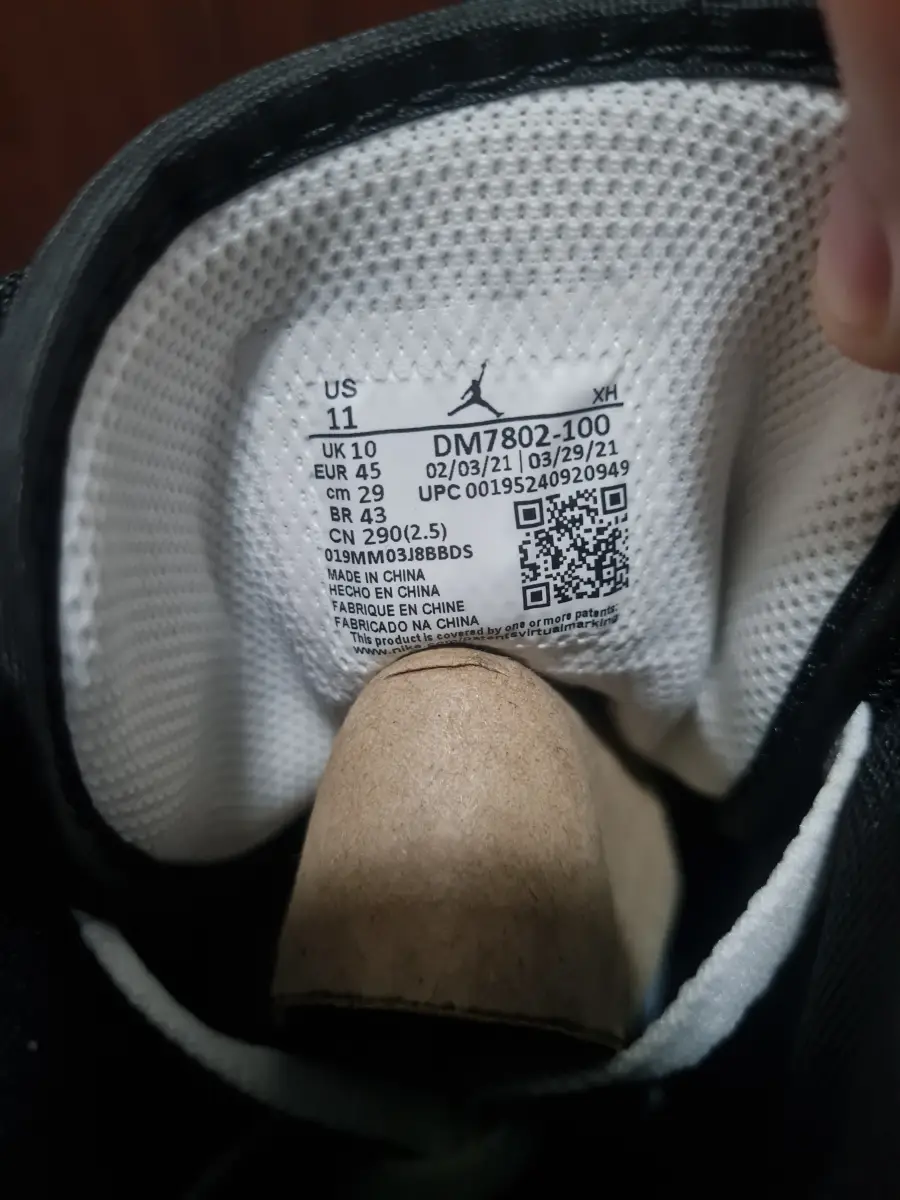 US
11
XH
UK 10
EUR 45
cm 29
BR 43
CN 290(2.5)
DM7802-100
02/03/21 | 03/29/21
UPC 00195240920949
019MM03J8BBDS
MADE IN CHINA
HECHO EN CHINA
FABRIQUE EN CHINE
FABRICADO NA CHINA
This product is covered by one or more patents: